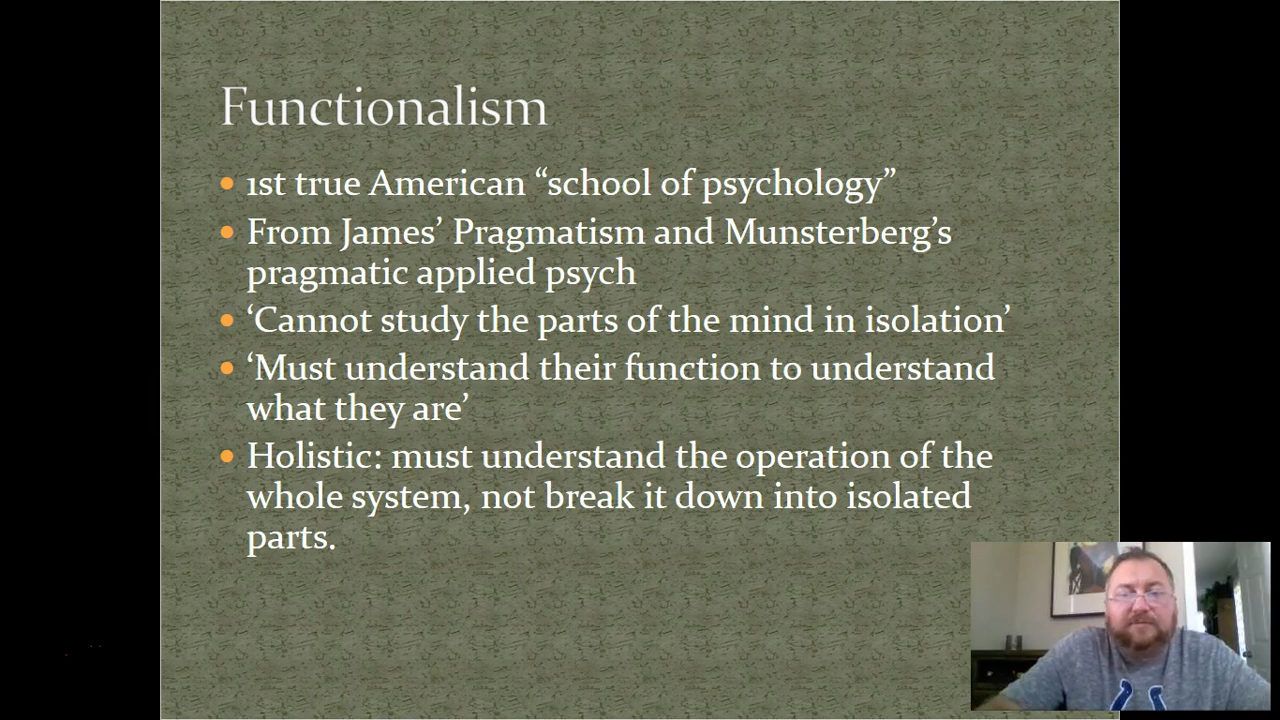 Functionalism
1st true American “school of psychology”
From James’ Pragmatism and Munsterberg’s
pragmatic applied psych
‘Cannot study the parts of the mind in isolation’
‘Must understand their function to understand
what they are’
Holistic: must understand the operation of the
whole system, not break it down into isolated
parts.